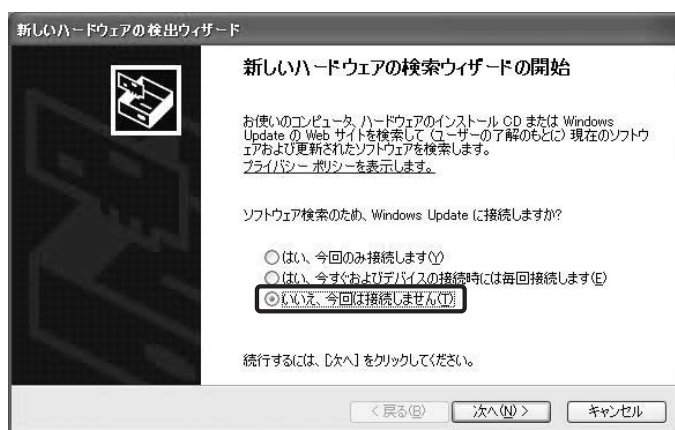 新しいハードウェアの検出ウィザード
新しいハードウェアの検索ウィザードの開始
お使いのコンピュータ、ハードウェアのインストール CD または Windows
Update の Web サイトを検索して (ユーザーの了解のもとに) 現在のソフトウ
ェアおよび更新されたソフトウェアを検索します。
プライバシー ポリシーを表示します。
ソフトウェア検索のため、Windows Update に接続しますか?
はい、今回のみ接続します(Y)
はい、今すぐおよびデバイスの接続時には毎回接続します(E)
いいえ、今回は接続しません(T)
続行するには、[次へ] をクリックしてください。
< 戻る(B)
次へ(N) >
キャンセル